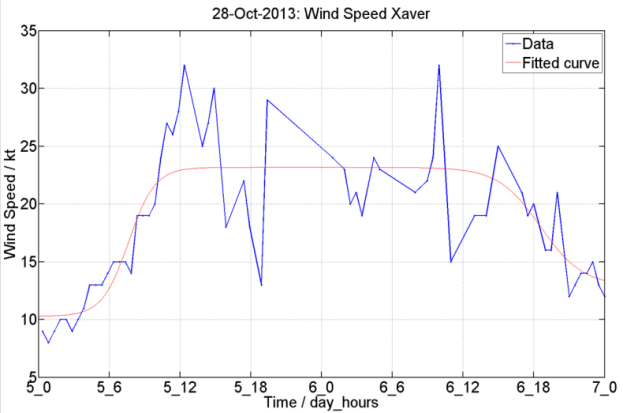 28-Oct-2013: Wind Speed Xaver
Data
Fitted curve
Wind Speed / kt
35
30
25
20
15
10
5
5_0 5_6 5_12 5_18 6_0 6_6 6_12 6_18 7_0
Time / day_hours